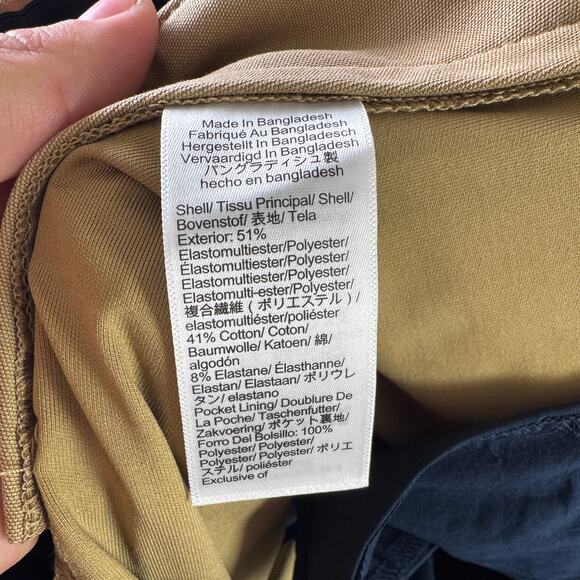 Made In Bangladesh
Fabriqué Au Bangladesh
Hergestellt In Bangladesch
Vervaardigd In Bangladesh
バングラディシュ製
hecho en bangladesh
Shell/ Tissu Principal/ Shell/
Bovenstof/ 表地/ Tela
Exterior: 51%
Elastomultiester/Polyester/
Élastomultiester/Polyester/
Elastomultiester/Polyester/
Elastomulti-ester/Polyester/
複合繊維 ( ポリエステル) /
elastomultiéster/poliéster
41% Cotton/ Coton/
Baumwolle/ Katoen/ 綿/
algodón
8% Elastane/ Élasthanne/
Elastan/ Elastaan/ ポリウレ
タン/ elastano
Pocket Lining/ Doublure De
La Poche/ Taschenfutter/
Zakvoering/ ポケット裏地/
Forro Del Bolsillo: 100%
Polyester/ Polyester/
Polyester/ Polyester/ ポリエ
ステル/ poliéster
Exclusive of